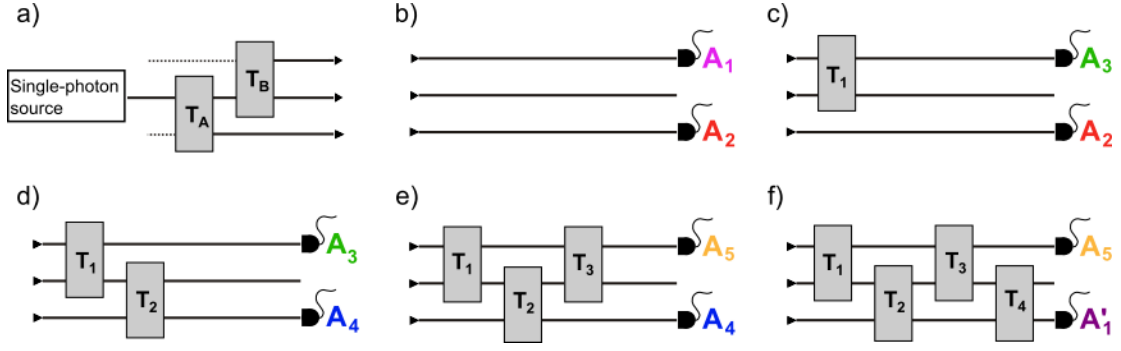 a)
Single-photon
source
T_A
T_B
b)
A_1
A_2
c)
T_1
A_3
A_2
d)
T_1
T_2
A_3
A_4
e)
T_1
T_2
T_3
A_5
A_4
f)
T_1
T_2
T_3
T_4
A_5
A'_1